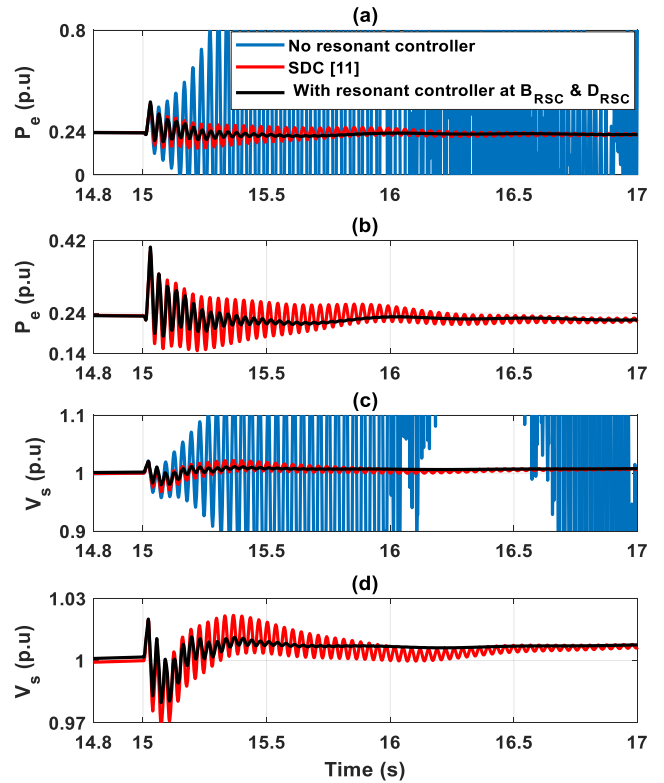 (a)
0.8
0.24
0
P_e (p.u)
No resonant controller
SDC [11]
With resonant controller at B_RSC & D_RSC
14.8 15 15.5 16 16.5 17
(b)
0.42
0.24
0.14
P_e (p.u)
14.8 15 15.5 16 16.5 17
(c)
1.1
1
0.9
V_s (p.u)
14.8 15 15.5 16 16.5 17
(d)
1.03
1
0.97
V_s (p.u)
14.8 15 15.5 16 16.5 17
Time (s)